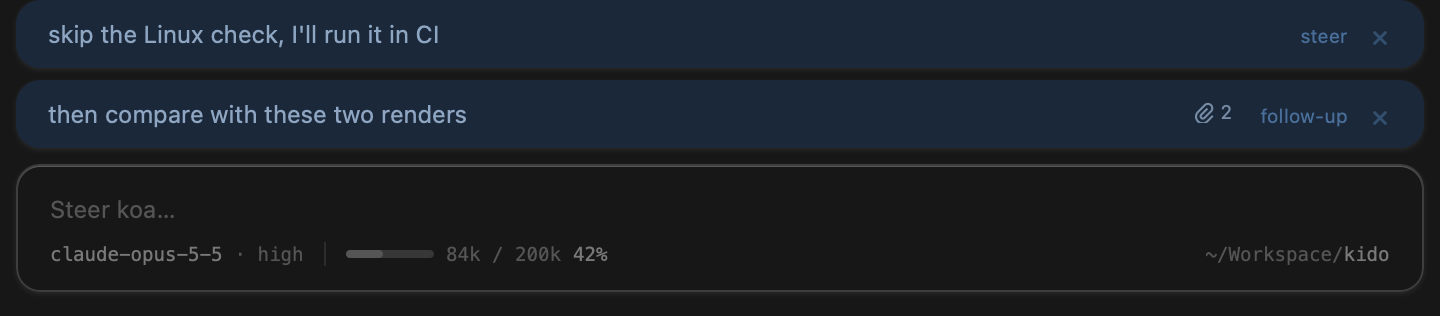 skip the Linux check, I'll run it in CI steer ×
then compare with these two renders 2 follow-up ×
Steer koa...
claude-opus-5-5 · high 84k / 200k 42% ~/Workspace/kido